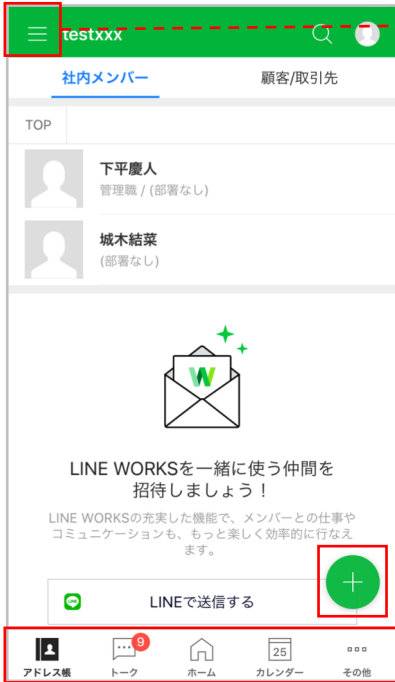 testxxx
社内メンバー
顧客/取引先
TOP
下平慶人
管理職 / (部署なし)
城木結菜
(部署なし)
W
LINE WORKSを一緒に使う仲間を
招待しましょう！
LINE WORKSの充実した機能で、メンバーとの仕事や
コミュニケーションも、もっと楽しく効率的に行なえ
ます。
LINE
LINEで送信する
9
25
アドレス帳
トーク
ホーム
カレンダー
その他